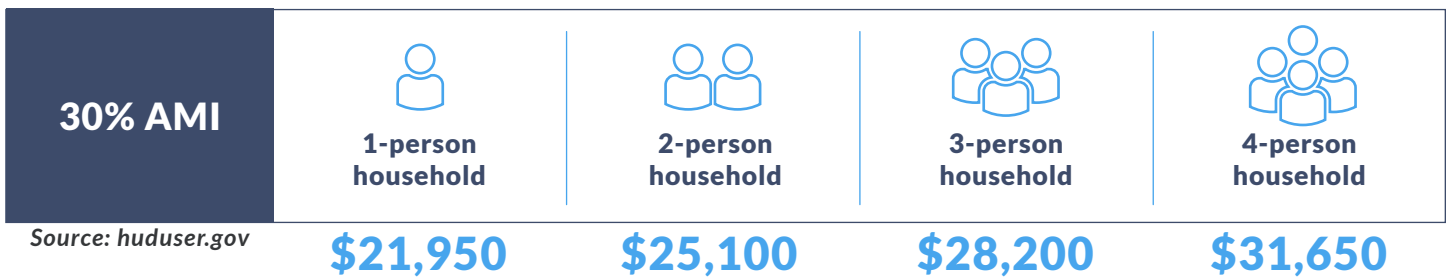 30% AMI
1-person
household
2-person
household
3-person
household
4-person
household
Source: huduser.gov
$21,950
$25,100
$28,200
$31,650